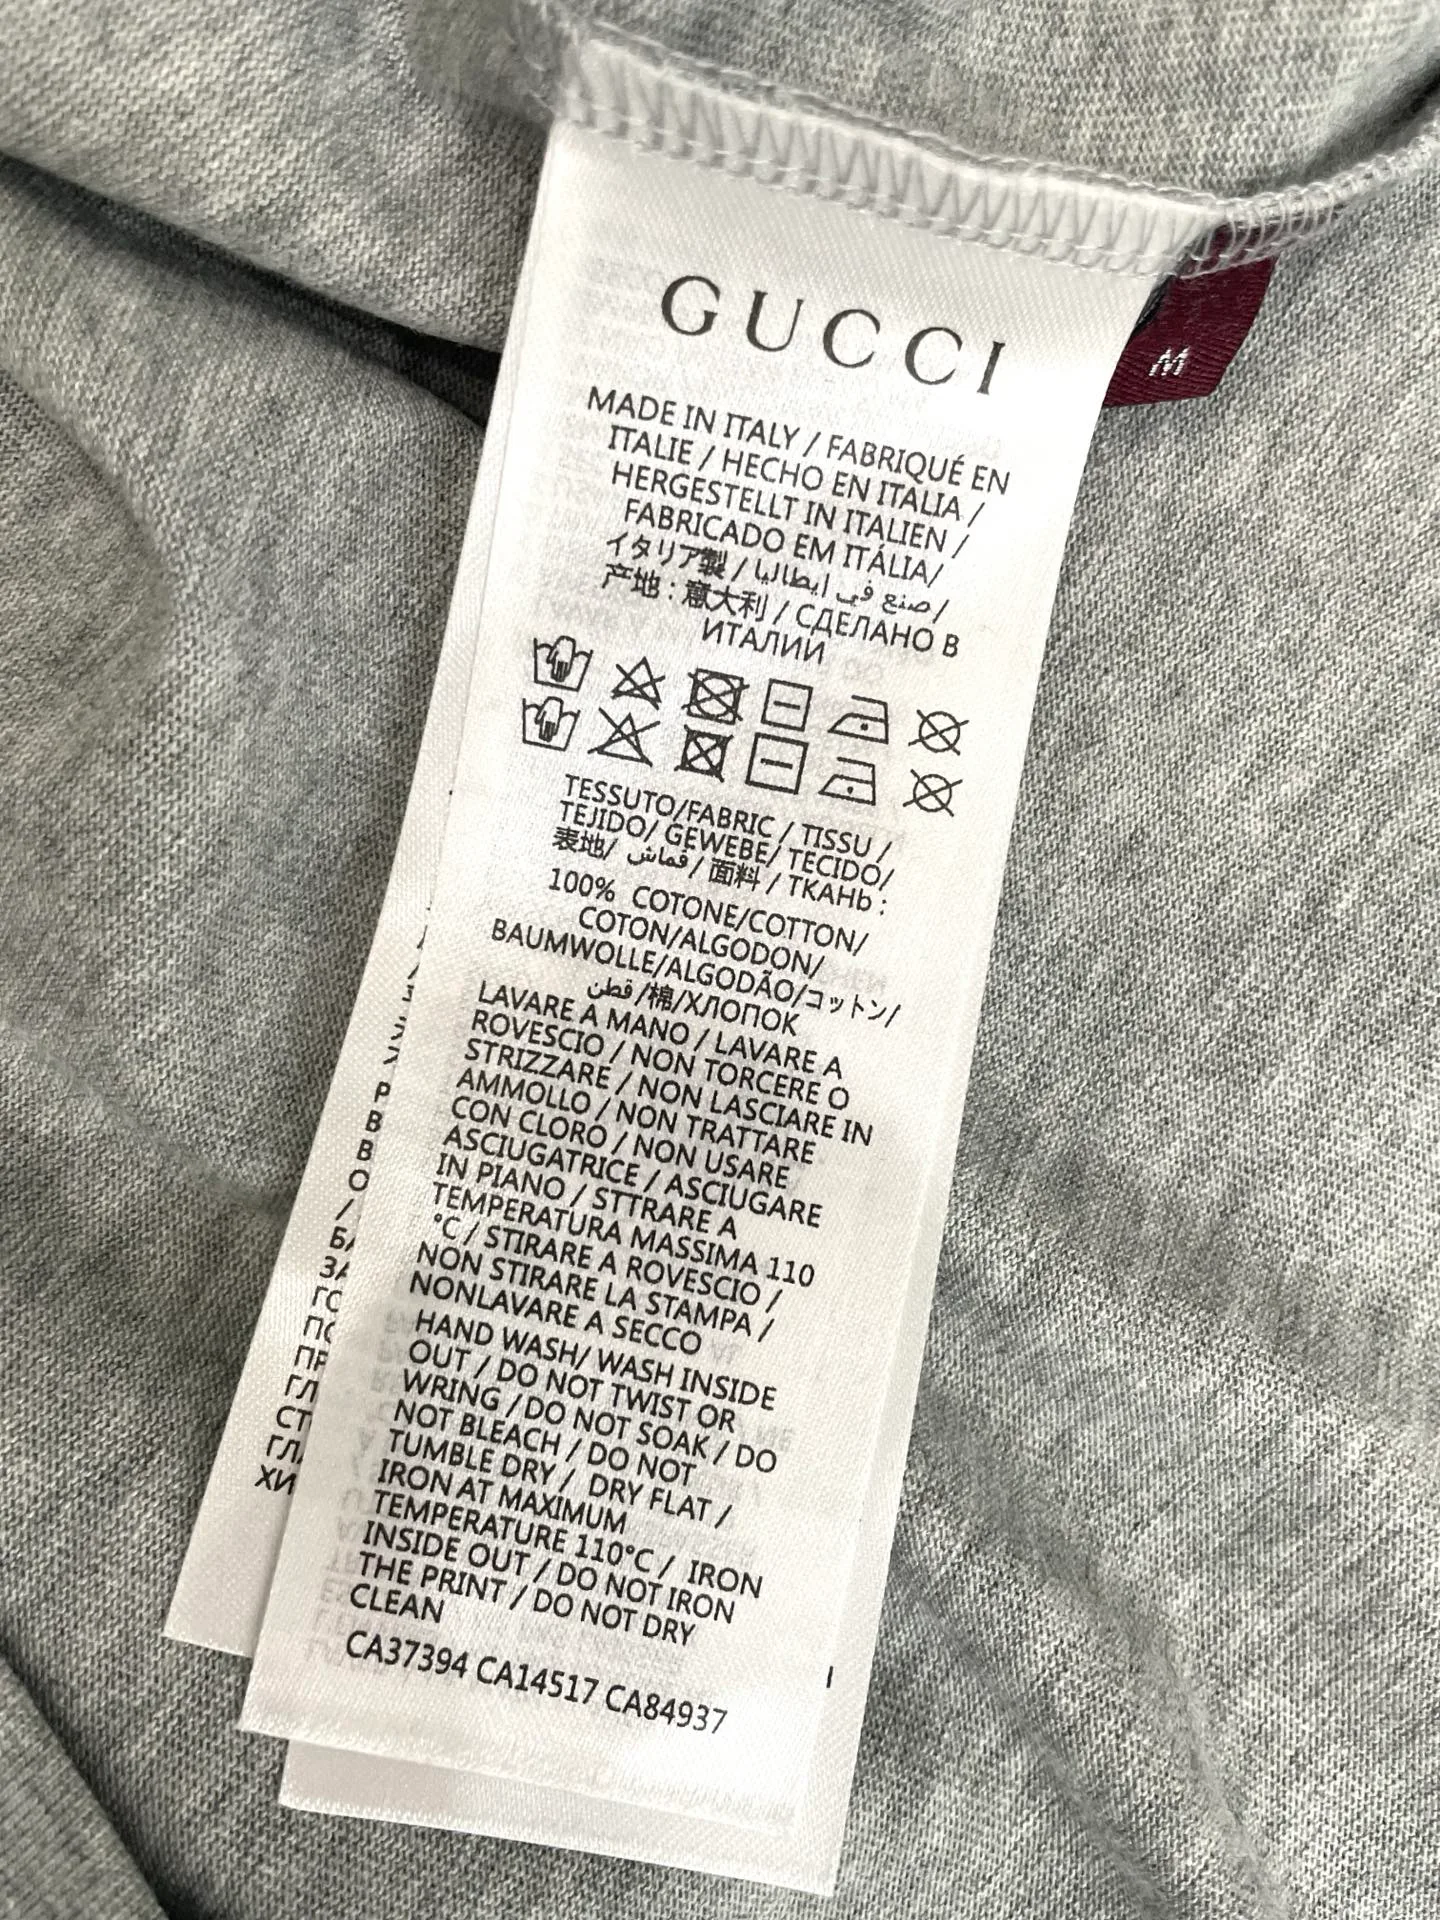 GUCCI
M
MADE IN ITALY / FABRIQUÉ EN
ITALIE / HECHO EN ITALIA /
HERGESTELLT IN ITALIEN /
FABRICADO EM ITÁLIA/
イタリア製 / صنع في إيطاليا /
产地 : 意大利 / СДЕЛАНО В
ИТАЛИИ
TESSUTO/FABRIC / TISSU /
TEJIDO/ GEWEBE/ TECIDO/
表地/ قماش / 面料 / ТКАНЬ :
100% COTONE/COTTON/
COTON/ALGODON/
BAUMWOLLE/ALGODÃO/コットン/
قطن /棉/ХЛОПОК
LAVARE A MANO / LAVARE A
ROVESCIO / NON TORCERE O
STRIZZARE / NON LASCIARE IN
AMMOLLO / NON TRATTARE
CON CLORO / NON USARE
ASCIUGATRICE / ASCIUGARE
IN PIANO / STTRARE A
TEMPERATURA MASSIMA 110
°C / STIRARE A ROVESCIO /
NON STIRARE LA STAMPA /
NONLAVARE A SECCO
HAND WASH/ WASH INSIDE
OUT / DO NOT TWIST OR
WRING / DO NOT SOAK / DO
NOT BLEACH / DO NOT
TUMBLE DRY / DRY FLAT /
IRON AT MAXIMUM
TEMPERATURE 110°C / IRON
INSIDE OUT / DO NOT IRON
THE PRINT / DO NOT DRY
CLEAN
CA37394 CA14517 CA84937